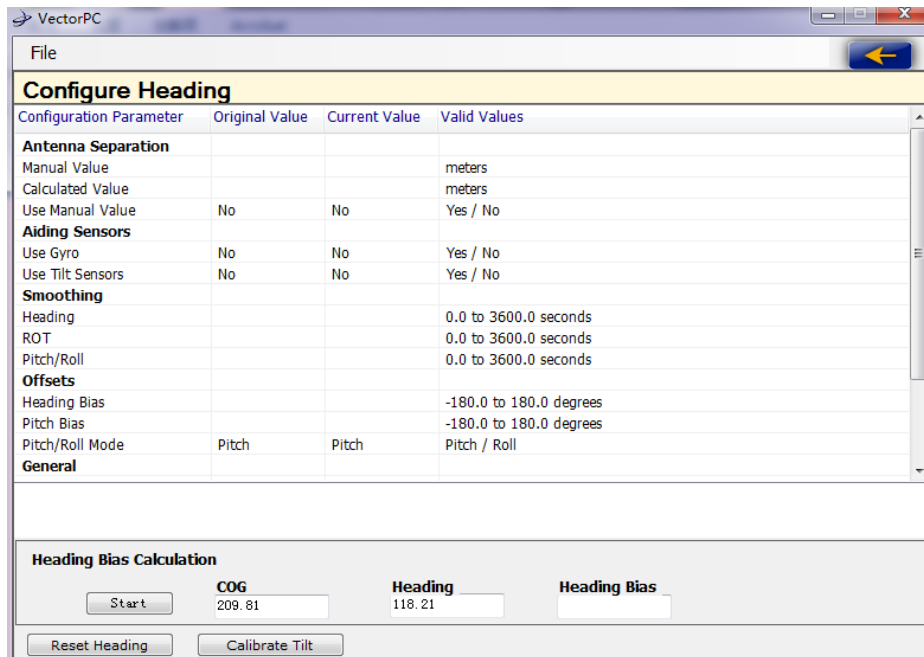 VectorPC
File
Configure Heading
Configuration Parameter Original Value Current Value Valid Values
Antenna Separation
Manual Value meters
Calculated Value meters
Use Manual Value No No Yes / No
Aiding Sensors
Use Gyro No No Yes / No
Use Tilt Sensors No No Yes / No
Smoothing
Heading 0.0 to 3600.0 seconds
ROT 0.0 to 3600.0 seconds
Pitch/Roll 0.0 to 3600.0 seconds
Offsets
Heading Bias -180.0 to 180.0 degrees
Pitch Bias -180.0 to 180.0 degrees
Pitch/Roll Mode Pitch Pitch Pitch / Roll
General
Heading Bias Calculation
COG Heading Heading Bias
Start 209.81 118.21
Reset Heading Calibrate Tilt